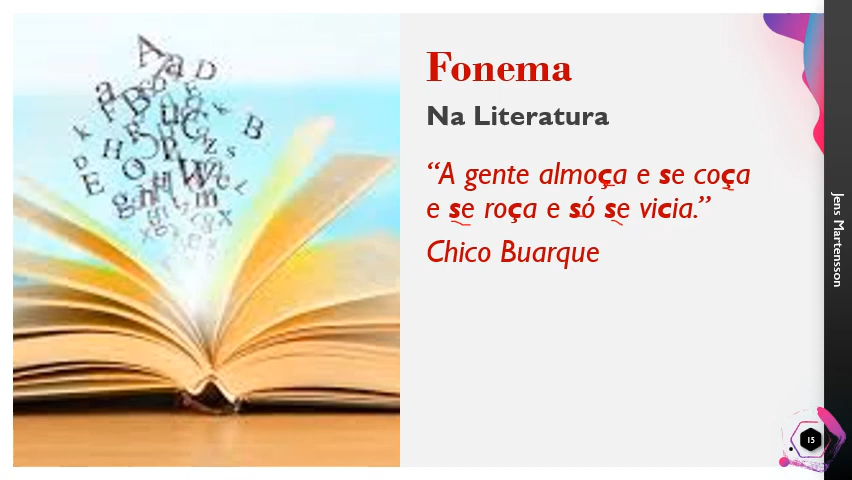 Fonema
Na Literatura
“A gente almoça e se coça
e se roça e só se vicia.”
Chico Buarque
Jens Martensson
15